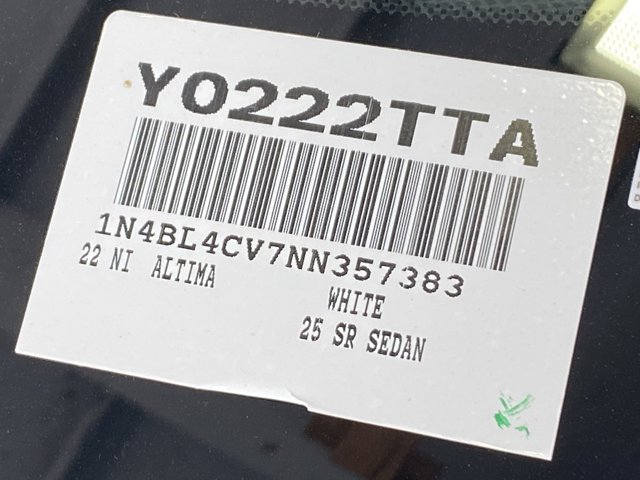 Y0222TTA
1N4BL4CV7NN357383
22 NI ALTIMA
WHITE
25 SR SEDAN